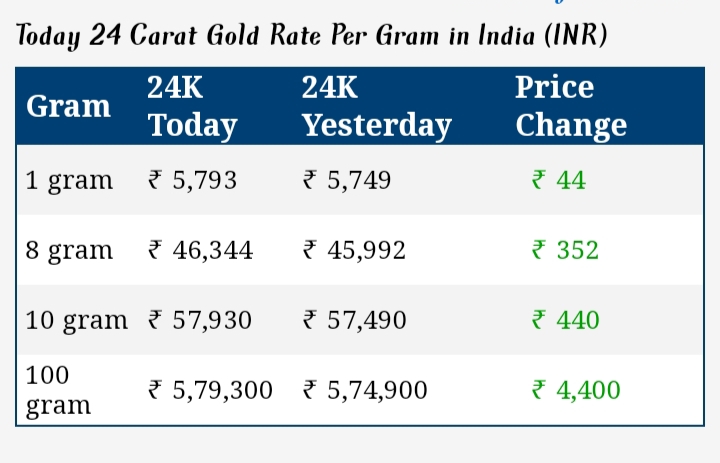 Today 24 Carat Gold Rate Per Gram in India (INR)
Gram 24K Today 24K Yesterday Price Change
1 gram ₹ 5,793 ₹ 5,749 ₹ 44
8 gram ₹ 46,344 ₹ 45,992 ₹ 352
10 gram ₹ 57,930 ₹ 57,490 ₹ 440
100 gram ₹ 5,79,300 ₹ 5,74,900 ₹ 4,400